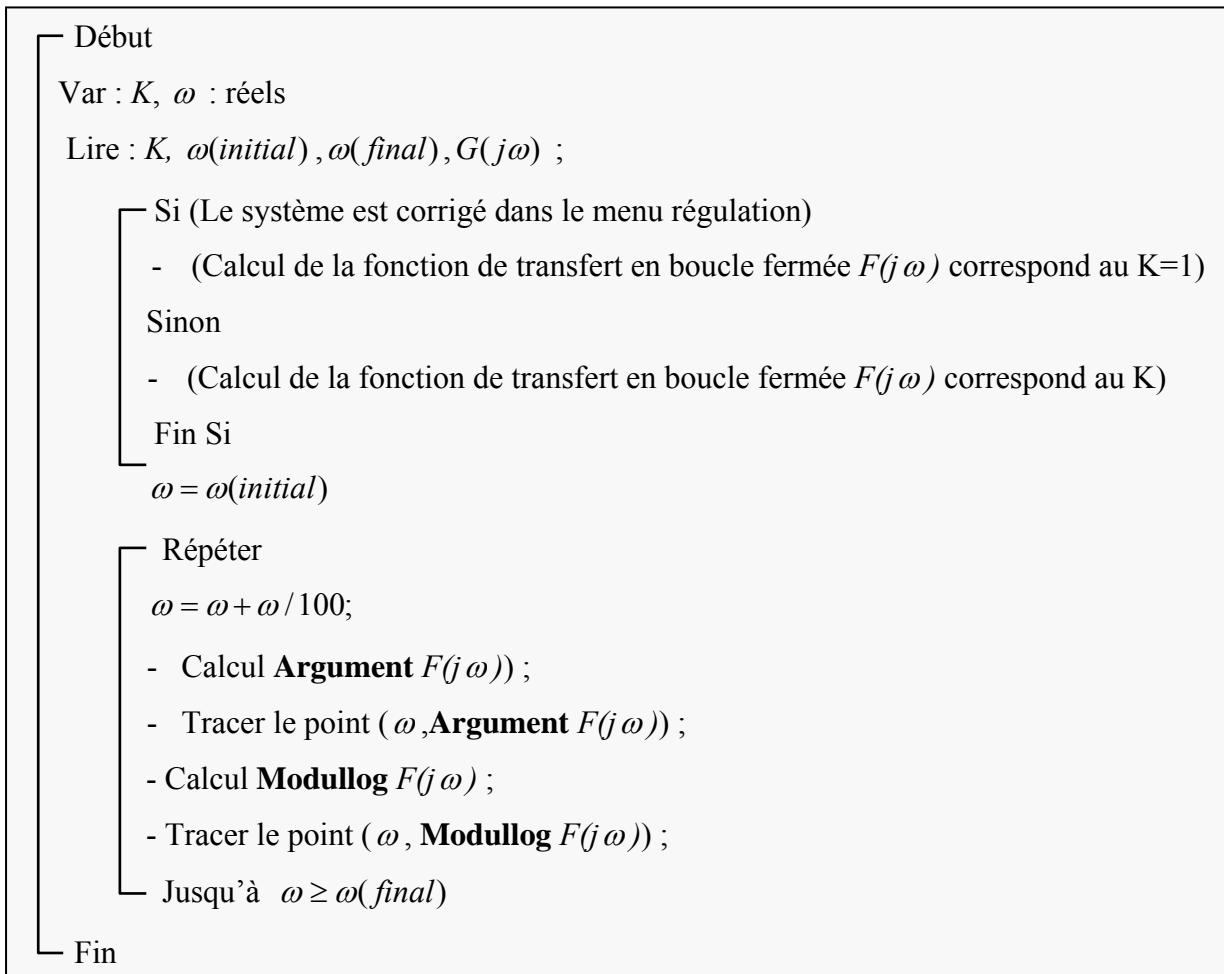 Début
Var : K, ω : réels
Lire : K, ω(initial) , ω(final) , G(jω) ;
Si (Le système est corrigé dans le menu régulation)
- (Calcul de la fonction de transfert en boucle fermée F(jω) correspond au K=1)
Sinon
- (Calcul de la fonction de transfert en boucle fermée F(jω) correspond au K)
Fin Si
ω = ω(initial)
Répéter
ω = ω + ω /100;
- Calcul Argument F(jω)) ;
- Tracer le point ( ω ,Argument F(jω)) ;
- Calcul Modullog F(jω) ;
- Tracer le point ( ω , Modullog F(jω)) ;
Jusqu’à ω ≥ ω(final)
Fin